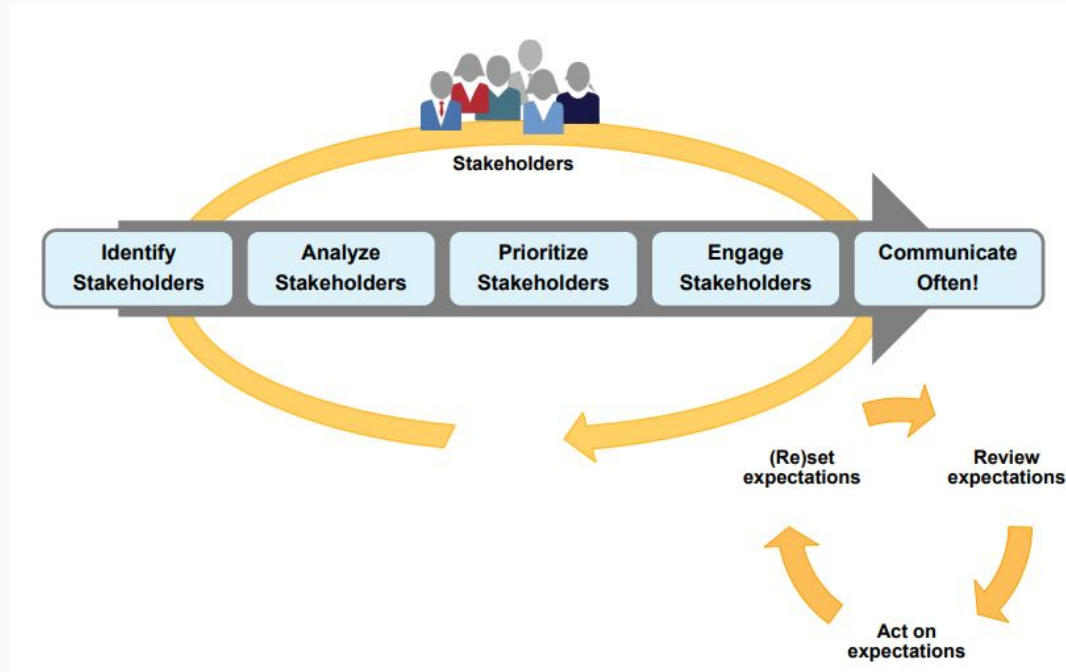 Stakeholders
Identify
Stakeholders
Analyze
Stakeholders
Prioritize
Stakeholders
Engage
Stakeholders
Communicate
Often!
(Re)set
expectations
Review
expectations
Act on
expectations